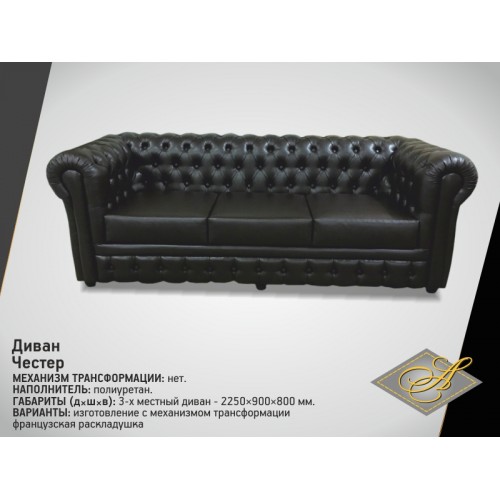 Диван
Честер
МЕХАНИЗМ ТРАНСФОРМАЦИИ: нет.
НАПОЛНИТЕЛЬ: полиуретан.
ГАБАРИТЫ (д×ш×в): 3-х местный диван - 2250×900×800 мм.
ВАРИАНТЫ: изготовление с механизмом трансформации
французская раскладушка
А